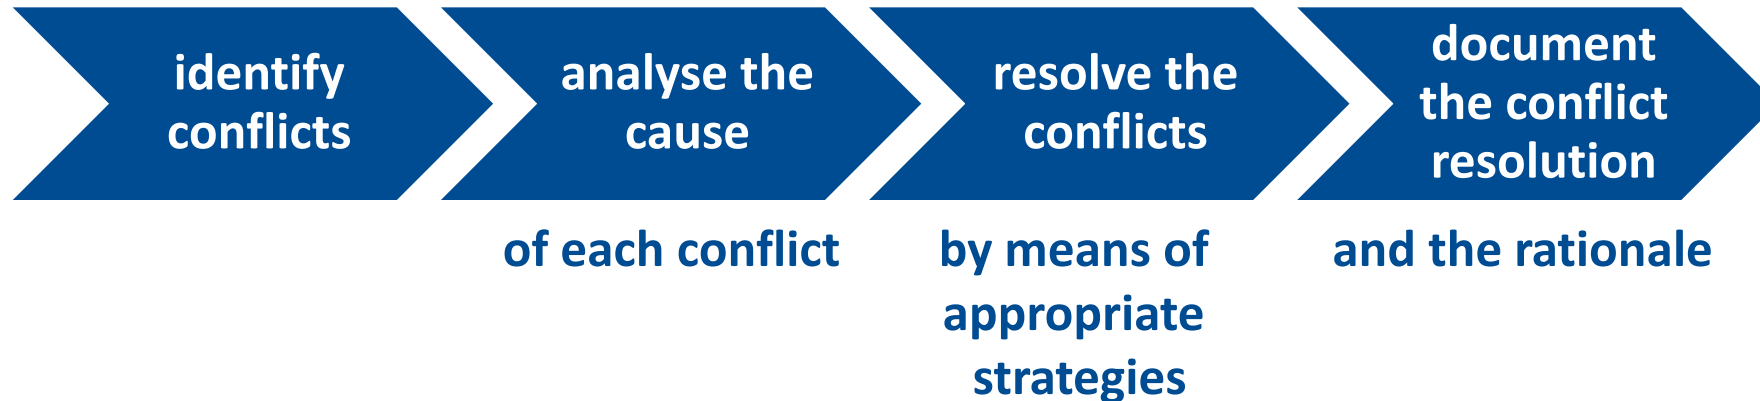 identify
conflicts
analyse the
cause
of each conflict
resolve the
conflicts
by means of
appropriate
strategies
document
the conflict
resolution
and the rationale